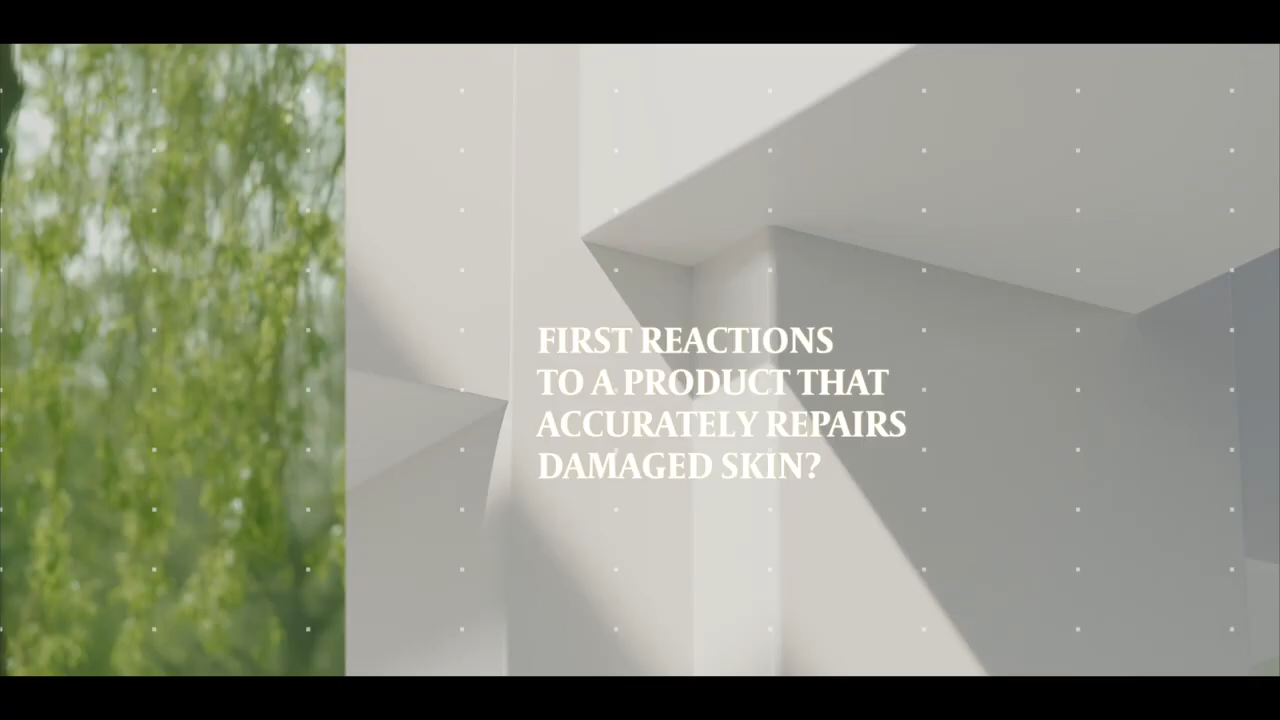 FIRST REACTIONS
TO A PRODUCT THAT
ACCURATELY REPAIRS
DAMAGED SKIN?